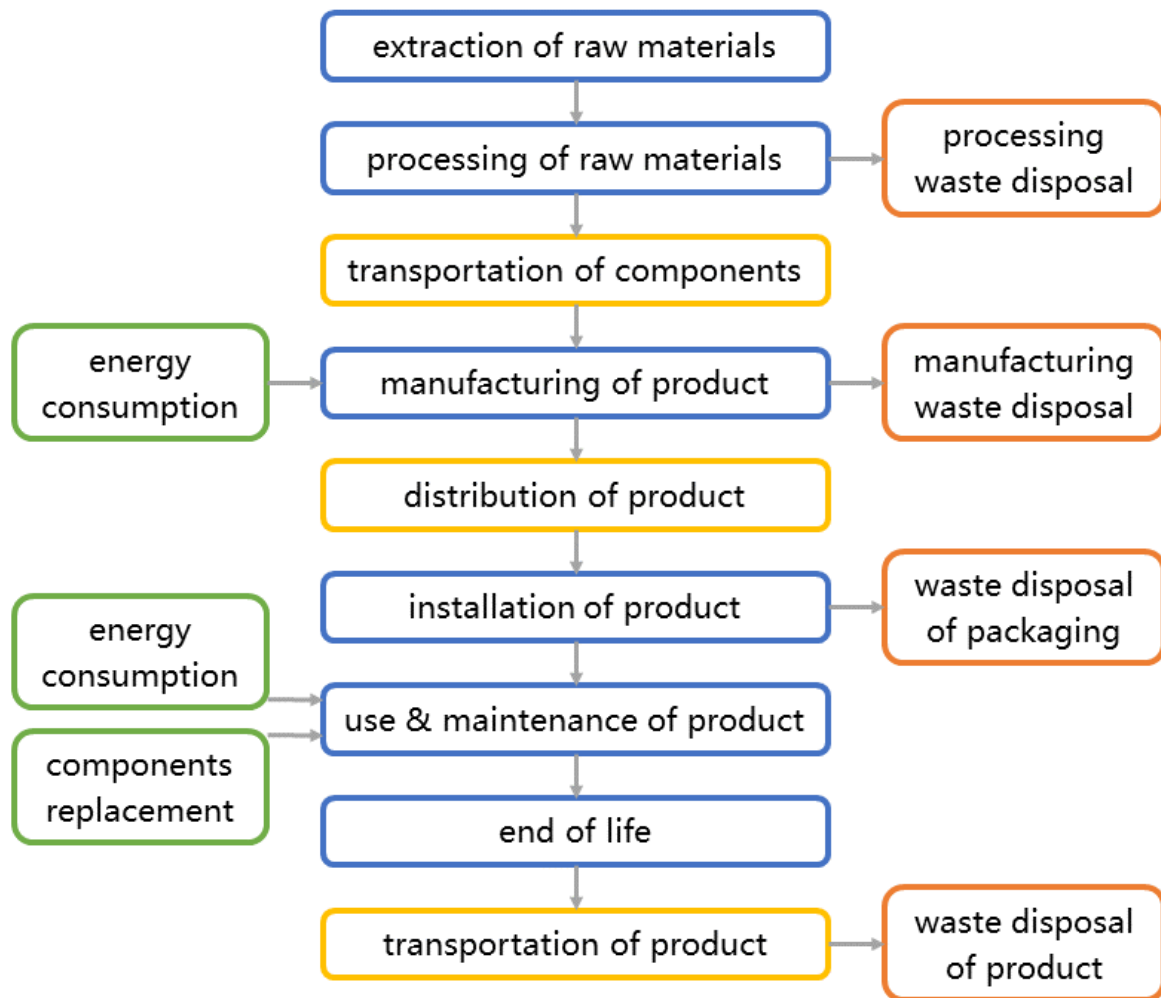 extraction of raw materials
processing of raw materials
processing
waste disposal
transportation of components
energy
consumption
manufacturing of product
manufacturing
waste disposal
distribution of product
installation of product
waste disposal
of packaging
energy
consumption
use & maintenance of product
components
replacement
end of life
transportation of product
waste disposal
of product